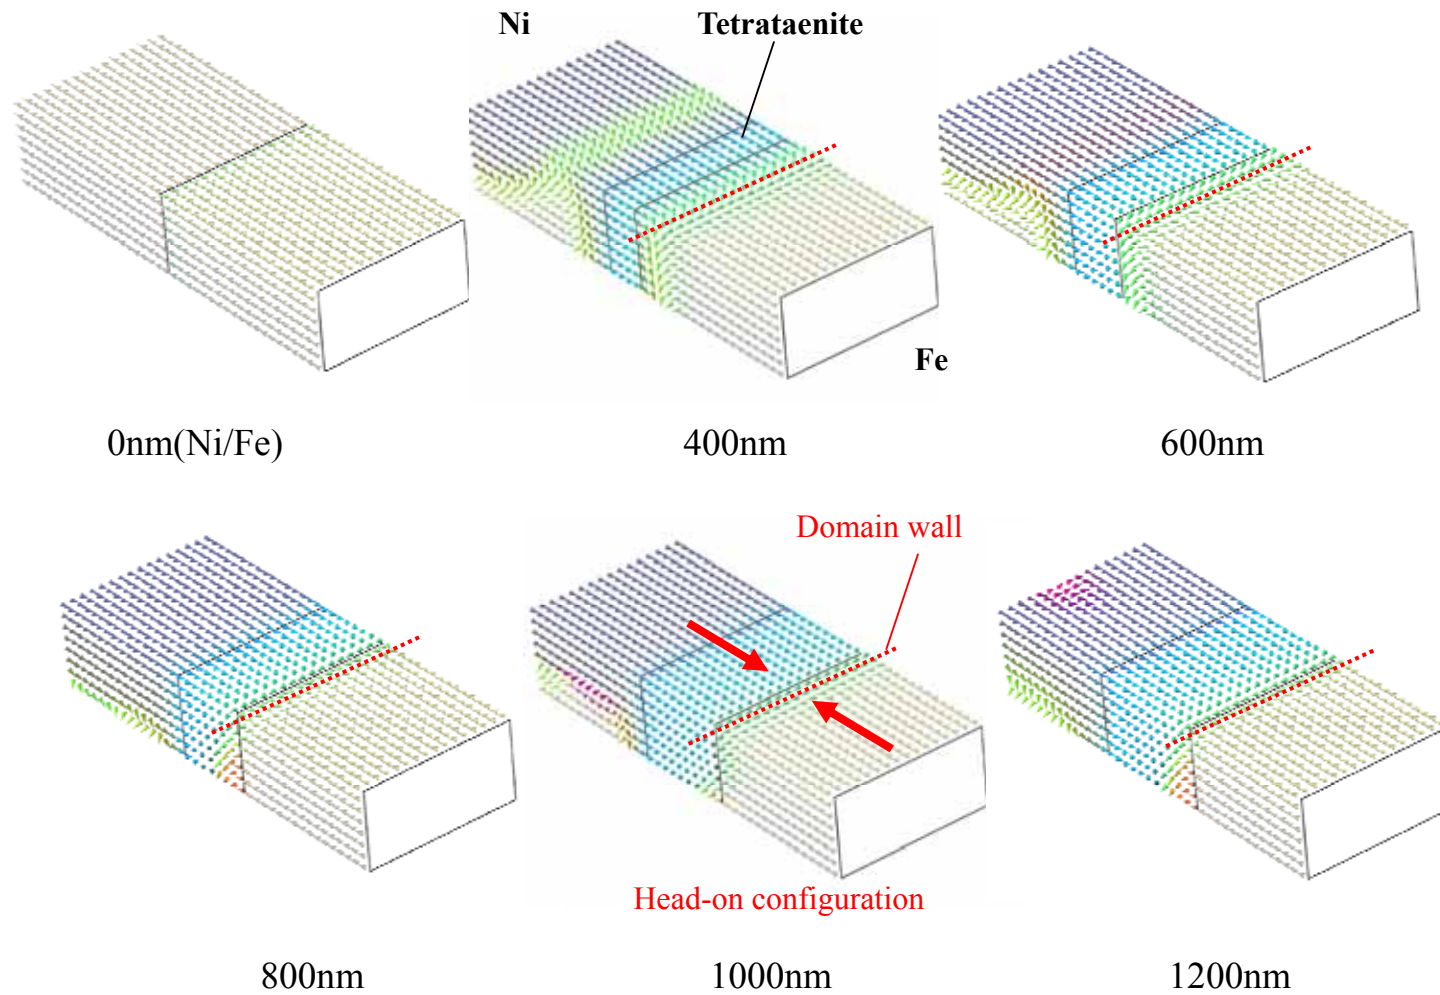 Ni
Tetrataenite
Fe
0nm(Ni/Fe)
400nm
600nm
Domain wall
Head-on configuration
800nm
1000nm
1200nm